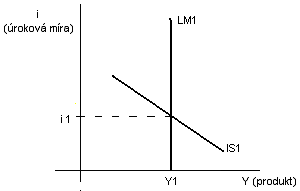 i
(úroková míra)
LM1
i 1
IS1
Y1
Y (produkt)